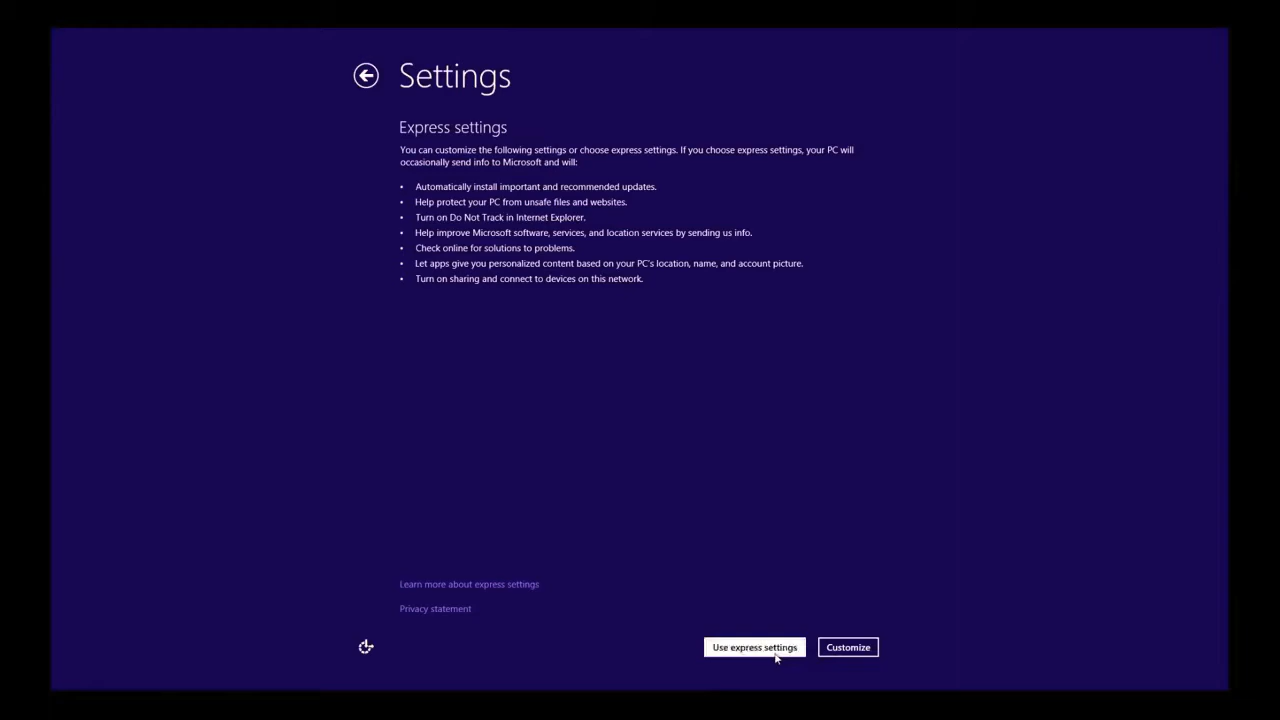 Settings
Express settings
You can customize the following settings or choose express settings. If you choose express settings, your PC will
occasionally send info to Microsoft and will:
• Automatically install important and recommended updates.
• Help protect your PC from unsafe files and websites.
• Turn on Do Not Track in Internet Explorer.
• Help improve Microsoft software, services, and location services by sending us info.
• Check online for solutions to problems.
• Let apps give you personalized content based on your PC's location, name, and account picture.
• Turn on sharing and connect to devices on this network.
Learn more about express settings
Privacy statement
Use express settings
Customize